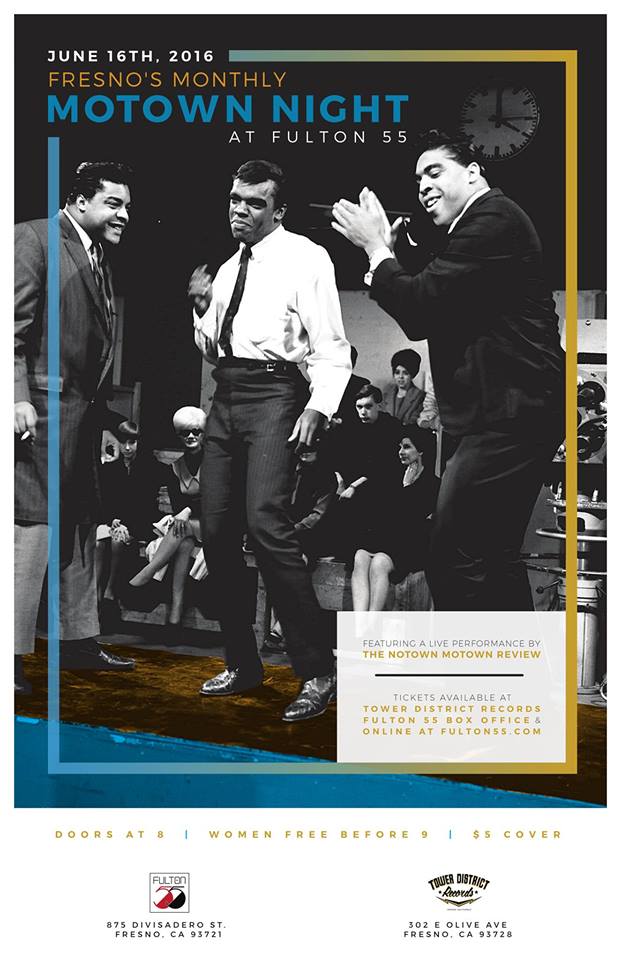 JUNE 16TH, 2016
FRESNO'S MONTHLY
MOTOWN NIGHT
AT FULTON 55
FEATURING A LIVE PERFORMANCE BY
THE NOTOWN MOTOWN REVIEW
TICKETS AVAILABLE AT
TOWER DISTRICT RECORDS
FULTON 55 BOX OFFICE &
ONLINE AT FULTON55.COM
DOORS AT 8 | WOMEN FREE BEFORE 9 | $5 COVER
FULTON
55
875 DIVISADERO ST.
FRESNO, CA 93721
TOWER DISTRICT
Records
302 E OLIVE AVE
FRESNO, CA 93728